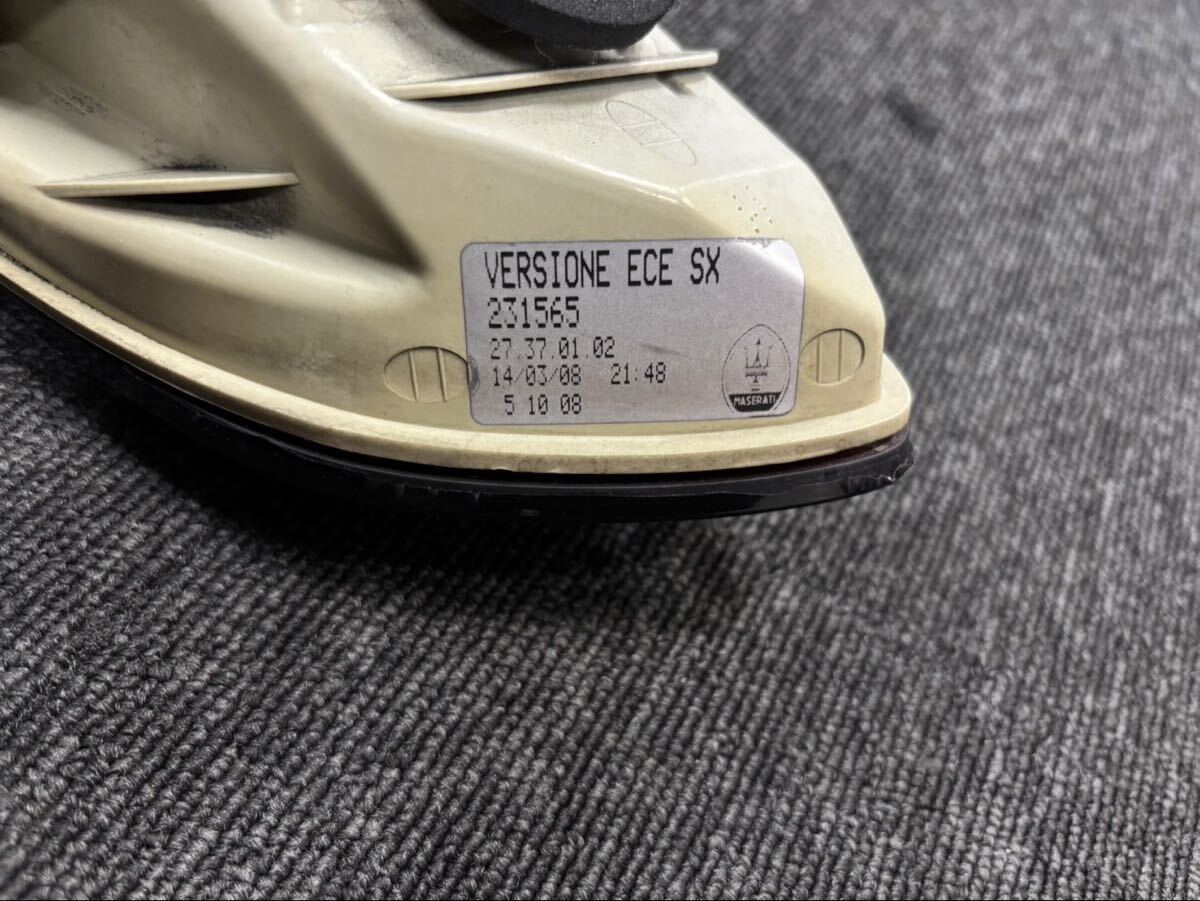 VERSIONE ECE SX
231565
27.37.01.02
14/03/08 21:48
5 10 08
MASERATI